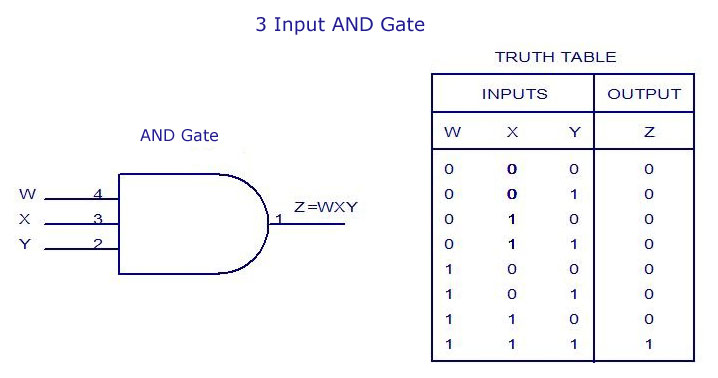 3 Input AND Gate
AND Gate
W 4
X 3
Y 2
1 Z=WXY
TRUTH TABLE
INPUTS OUTPUT
W X Y Z
0 0 0 0
0 0 1 0
0 1 0 0
0 1 1 0
1 0 0 0
1 0 1 0
1 1 0 0
1 1 1 1